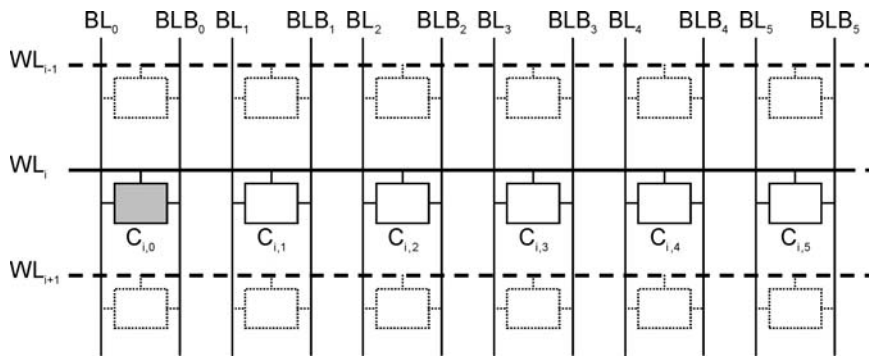 BL₀ BLB₀ BL₁ BLB₁ BL₂ BLB₂ BL₃ BLB₃ BL₄ BLB₄ BL₅ BLB₅
WLᵢ₋₁
WLᵢ
Cᵢ,₀ Cᵢ,₁ Cᵢ,₂ Cᵢ,₃ Cᵢ,₄ Cᵢ,₅
WLᵢ₊₁